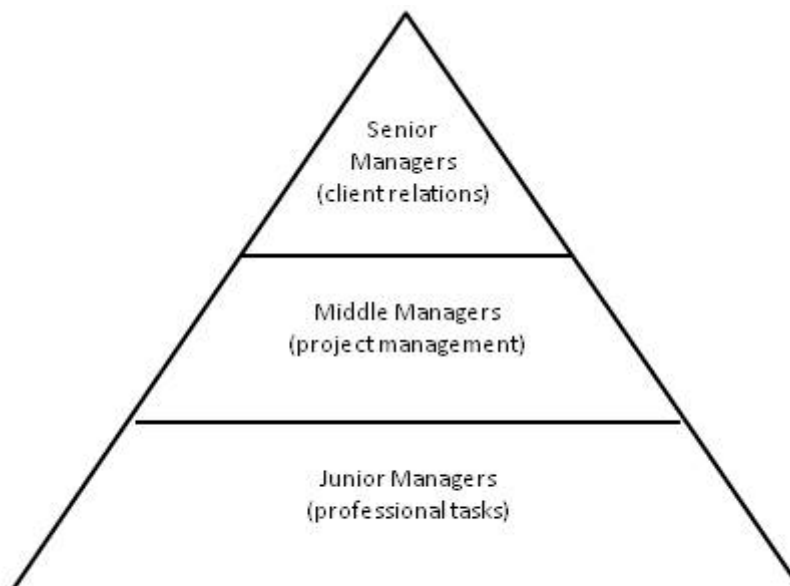 Senior
Managers
(client relations)
Middle Managers
(project management)
Junior Managers
(professional tasks)